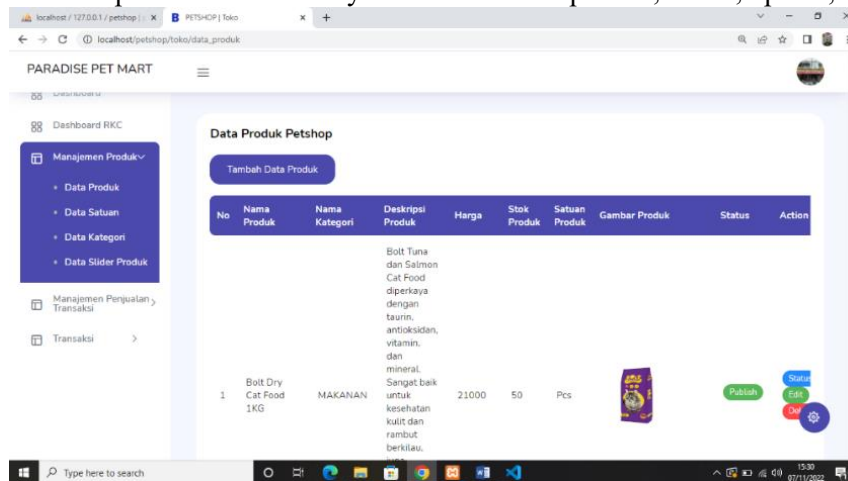 localhost / 127.0.0.1 / petshop |
PETSHOP | Toko
localhost/petshop/toko/data_produk
PARADISE PET MART
Dashboard
Dashboard RKC
Manajemen Produk
Data Produk
Data Satuan
Data Kategori
Data Slider Produk
Manajemen Penjualan
Transaksi
Transaksi
Data Produk Petshop
Tambah Data Produk
No Nama Produk Nama Kategori Deskripsi Produk Harga Stok Produk Satuan Produk Gambar Produk Status Action
Bolt Tuna
dan Salmon
Cat Food
diperkaya
dengan
taurin,
antioksidan,
vitamin,
dan
mineral.
Sangat baik
untuk
kesehatan
kulit dan
rambut
berkilau,
1 Bolt Dry Cat Food 1KG MAKANAN 21000 50 Pcs Publish
Status
Edit
Type here to search
15:30
07/11/2022